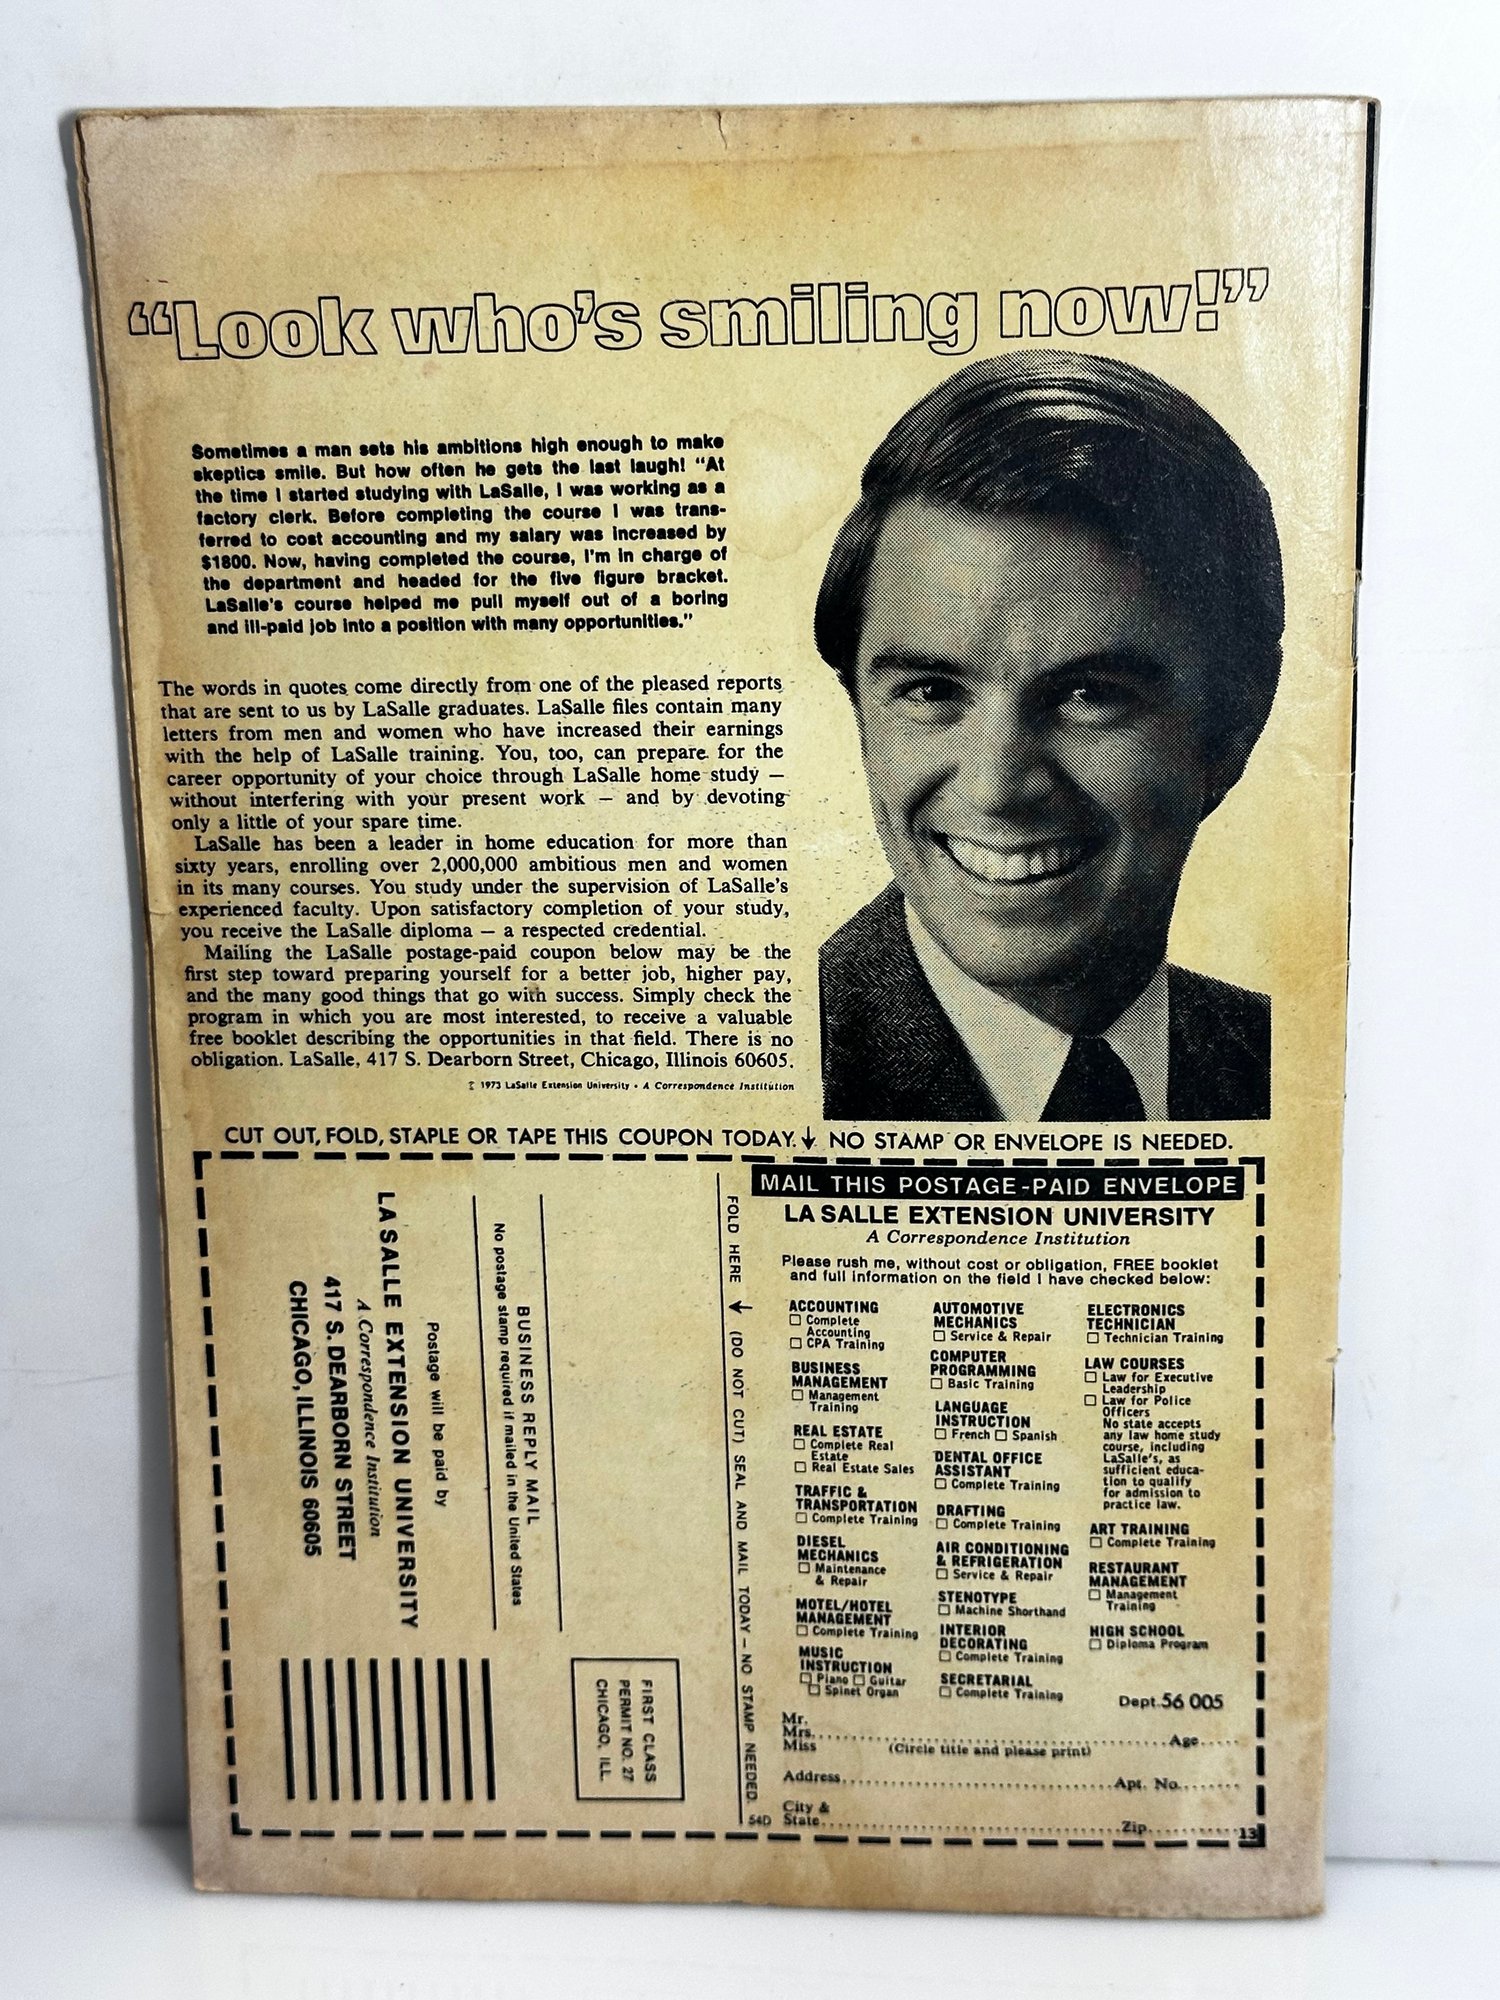 “Look who’s smiling now!”
Sometimes a man sets his ambitions high enough to make
skeptics smile. But how often he gets the last laugh! “At
the time I started studying with LaSalle, I was working as a
factory clerk. Before completing the course I was trans-
ferred to cost accounting and my salary was increased by
$1800. Now, having completed the course, I’m in charge of
the department and headed for the five figure bracket.
LaSalle’s course helped me pull myself out of a boring
and ill-paid job into a position with many opportunities.”
The words in quotes come directly from one of the pleased reports
that are sent to us by LaSalle graduates. LaSalle files contain many
letters from men and women who have increased their earnings
with the help of LaSalle training. You, too, can prepare for the
career opportunity of your choice through LaSalle home study —
without interfering with your present work — and by devoting
only a little of your spare time.
LaSalle has been a leader in home education for more than
sixty years, enrolling over 2,000,000 ambitious men and women
in its many courses. You study under the supervision of LaSalle’s
experienced faculty. Upon satisfactory completion of your study,
you receive the LaSalle diploma — a respected credential.
Mailing the LaSalle postage-paid coupon below may be the
first step toward preparing yourself for a better job, higher pay,
and the many good things that go with success. Simply check the
program in which you are most interested, to receive a valuable
free booklet describing the opportunities in that field. There is no
obligation. LaSalle, 417 S. Dearborn Street, Chicago, Illinois 60605.
© 1973 LaSalle Extension University • A Correspondence Institution
CUT OUT, FOLD, STAPLE OR TAPE THIS COUPON TODAY. ↓ NO STAMP OR ENVELOPE IS NEEDED.
FIRST CLASS
PERMIT NO. 27
CHICAGO, ILL.
BUSINESS REPLY MAIL
No postage stamp required if mailed in the United States
Postage will be paid by
LA SALLE EXTENSION UNIVERSITY
A Correspondence Institution
417 S. DEARBORN STREET
CHICAGO, ILLINOIS 60605
FOLD HERE ↓ (DO NOT CUT) SEAL AND MAIL TODAY — NO STAMP NEEDED.
54D
MAIL THIS POSTAGE-PAID ENVELOPE
LA SALLE EXTENSION UNIVERSITY
A Correspondence Institution
Please rush me, without cost or obligation, FREE booklet
and full information on the field I have checked below:
ACCOUNTING
☐ Complete
Accounting
☐ CPA Training
BUSINESS
MANAGEMENT
☐ Management
Training
REAL ESTATE
☐ Complete Real
Estate
☐ Real Estate Sales
TRAFFIC &
TRANSPORTATION
☐ Complete Training
DIESEL
MECHANICS
☐ Maintenance
& Repair
MOTEL/HOTEL
MANAGEMENT
☐ Complete Training
MUSIC
INSTRUCTION
☐ Piano ☐ Guitar
☐ Spinet Organ
AUTOMOTIVE
MECHANICS
☐ Service & Repair
COMPUTER
PROGRAMMING
☐ Basic Training
LANGUAGE
INSTRUCTION
☐ French ☐ Spanish
DENTAL OFFICE
ASSISTANT
☐ Complete Training
DRAFTING
☐ Complete Training
AIR CONDITIONING
& REFRIGERATION
☐ Service & Repair
STENOTYPE
☐ Machine Shorthand
INTERIOR
DECORATING
☐ Complete Training
SECRETARIAL
☐ Complete Training
ELECTRONICS
TECHNICIAN
☐ Technician Training
LAW COURSES
☐ Law for Executive
Leadership
☐ Law for Police
Officers
No state accepts
any law home study
course, including
LaSalle’s, as
sufficient educa-
tion to qualify
for admission to
practice law.
ART TRAINING
☐ Complete Training
RESTAURANT
MANAGEMENT
☐ Management
Training
HIGH SCHOOL
☐ Diploma Program
Dept. 56 005
Mr.
Mrs. Age
Miss (Circle title and please print)
Address Apt. No.
City &
State Zip
13